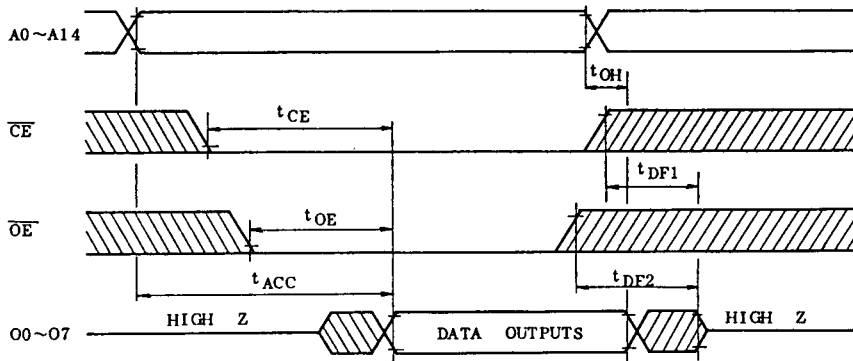 A0~A14
tOH
CE
tCE
tDF1
OE
tOE
tACC
tDF2
O0~O7
HIGH Z
DATA OUTPUTS
HIGH Z